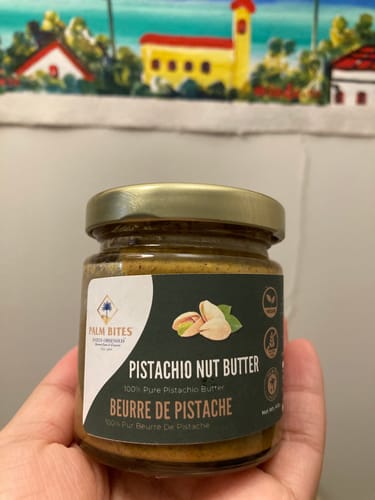 PALM BITES
PISTACHIO NUT BUTTER
100% Pure Pistachio Butter
BEURRE DE PISTACHE
100% Pur Beurre De Pistache